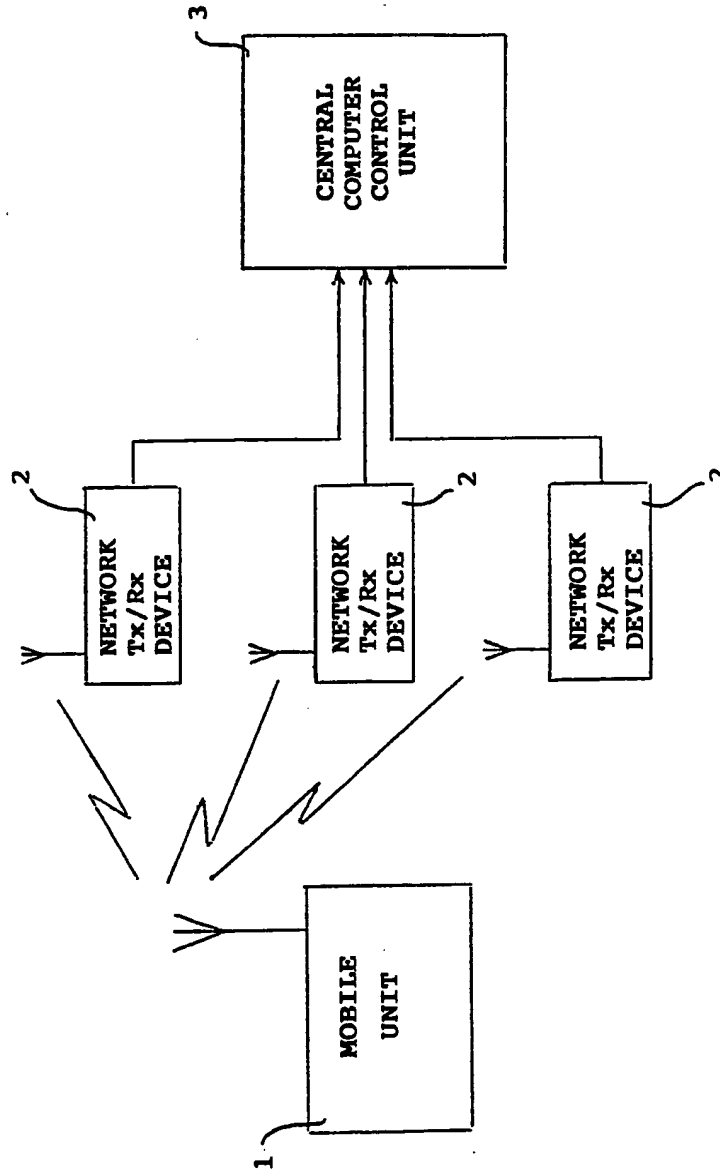 1
MOBILE
UNIT
2
NETWORK
Tx/Rx
DEVICE
NETWORK
Tx/Rx
DEVICE
2
NETWORK
Tx/Rx
DEVICE
2
3
CENTRAL
COMPUTER
CONTROL
UNIT